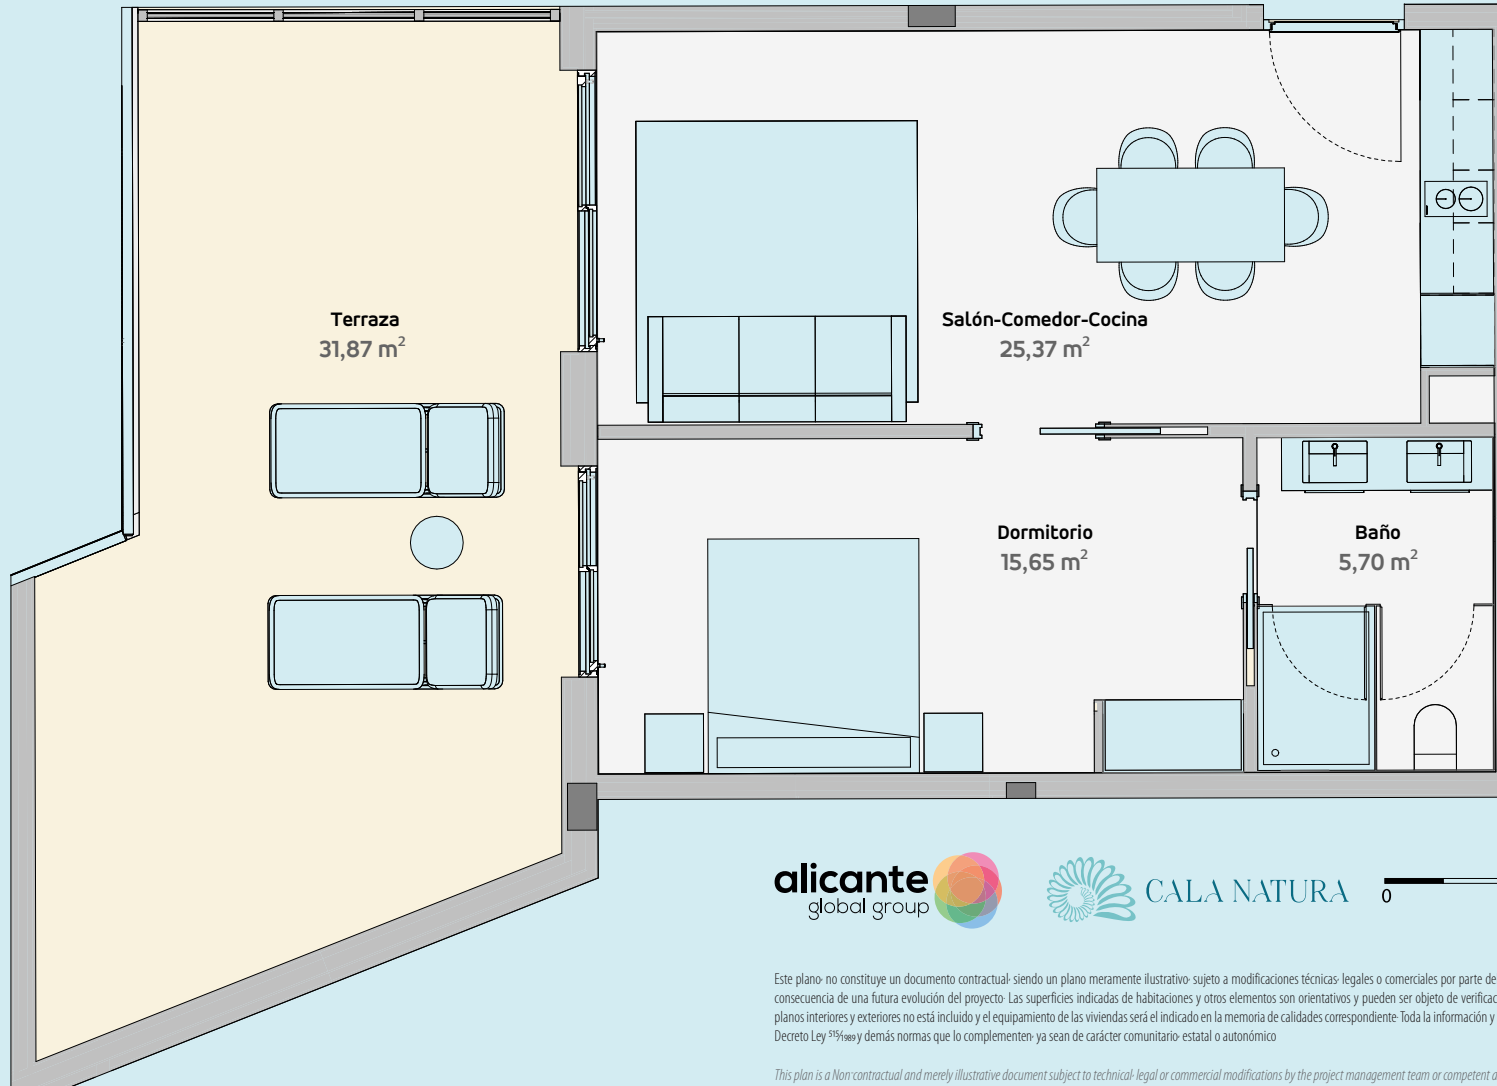 Terraza
31,87 m²
Salón-Comedor-Cocina
25,37 m²
Dormitorio
15,65 m²
Baño
5,70 m²
alicante
global group
CALA NATURA
0
Este plano· no constituye un documento contractual· siendo un plano meramente ilustrativo· sujeto a modificaciones técnicas· legales o comerciales por parte de
consecuencia de una futura evolución del proyecto· Las superficies indicadas de habitaciones y otros elementos son orientativos y pueden ser objeto de verificac
planos interiores y exteriores no está incluido y el equipamiento de las viviendas será el indicado en la memoria de calidades correspondiente· Toda la información y
Decreto Ley 515/1989 y demás normas que lo complementen· ya sean de carácter comunitario· estatal o autonómico
This plan is a Non·contractual and merely illustrative document subject to technical· legal or commercial modifications by the project management team or competent a